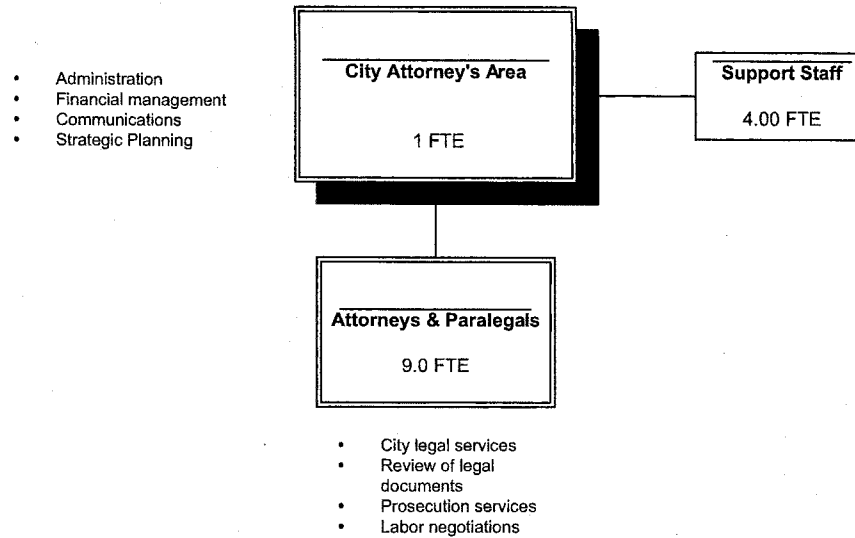 • Administration
• Financial management
• Communications
• Strategic Planning
City Attorney's Area
1 FTE
Support Staff
4.00 FTE
Attorneys & Paralegals
9.0 FTE
• City legal services
• Review of legal
documents
• Prosecution services
• Labor negotiations